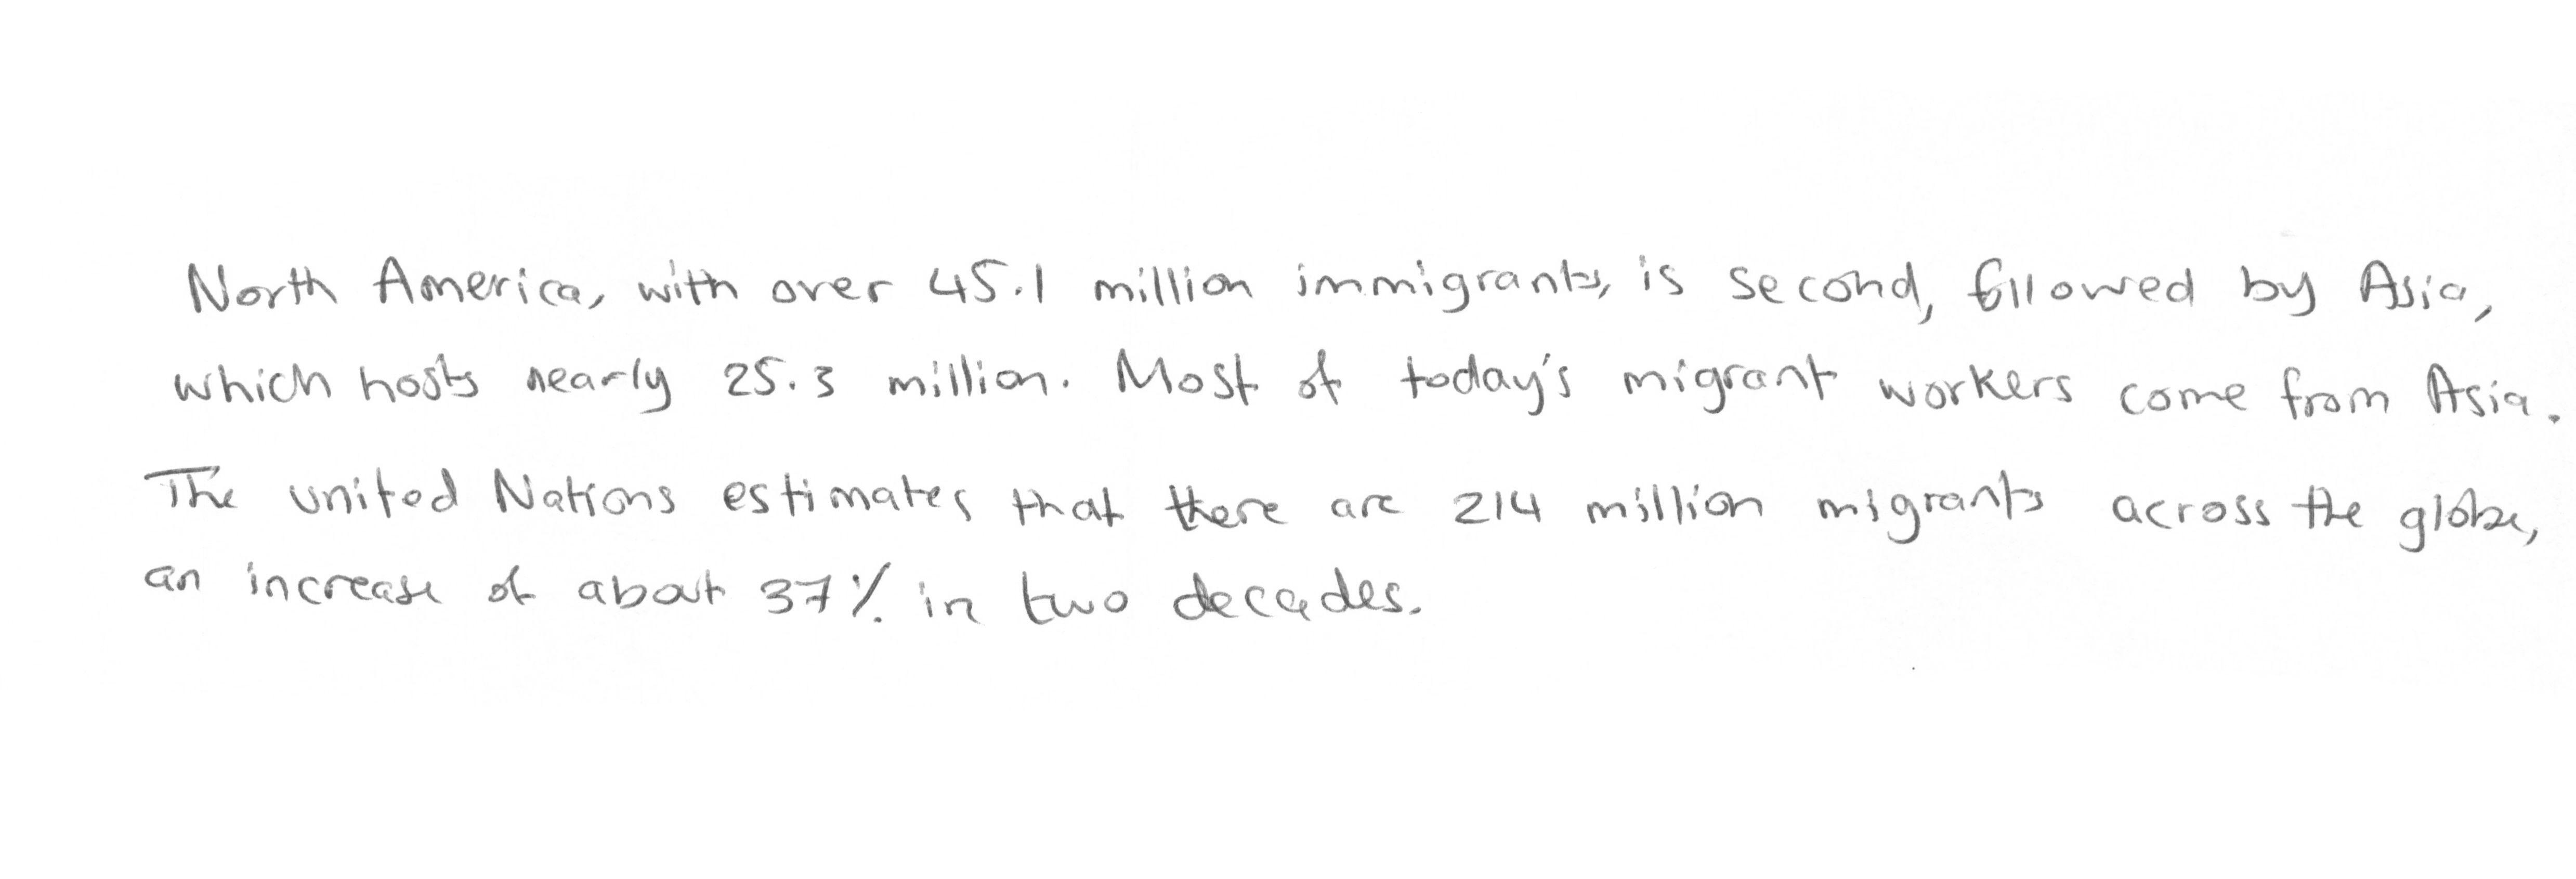 North America, with over 45.1 million immigrants, is second, followed by Asia,
which hosts nearly 25.3 million. Most of today's migrant workers come from Asia.
The united Nations estimates that there are 214 million migrants across the globe,
an increase of about 37% in two decades.